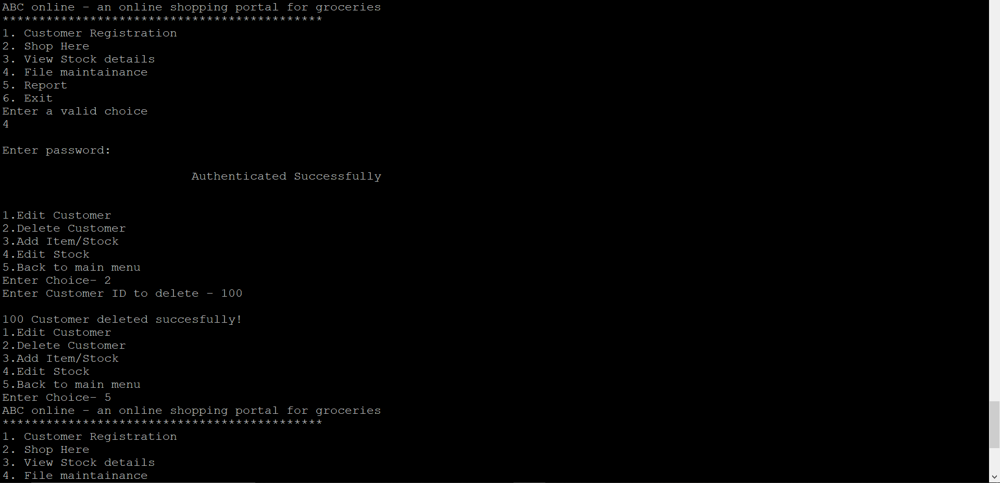 ABC online - an online shopping portal for groceries
********************************************
1. Customer Registration
2. Shop Here
3. View Stock details
4. File maintainance
5. Report
6. Exit
Enter a valid choice
4
Enter password:
Authenticated Successfully
1.Edit Customer
2.Delete Customer
3.Add Item/Stock
4.Edit Stock
5.Back to main menu
Enter Choice- 2
Enter Customer ID to delete - 100
100 Customer deleted succesfully!
1.Edit Customer
2.Delete Customer
3.Add Item/Stock
4.Edit Stock
5.Back to main menu
Enter Choice- 5
ABC online - an online shopping portal for groceries
********************************************
1. Customer Registration
2. Shop Here
3. View Stock details
4. File maintainance